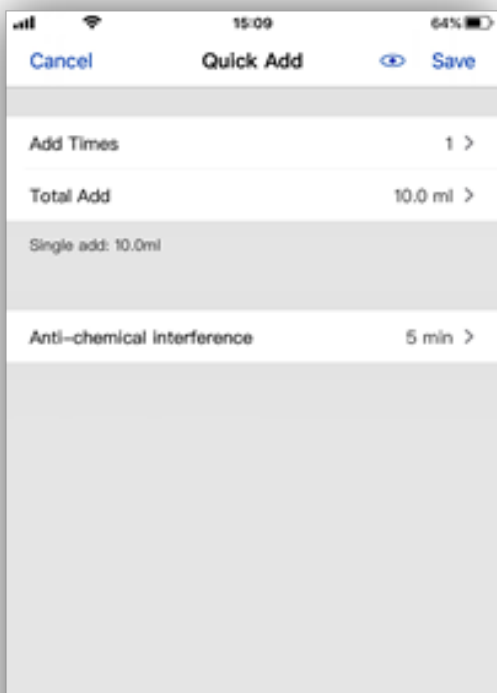 15:09 64%
Cancel Quick Add Save
Add Times 1 >
Total Add 10.0 ml >
Single add: 10.0ml
Anti-chemical interference 5 min >